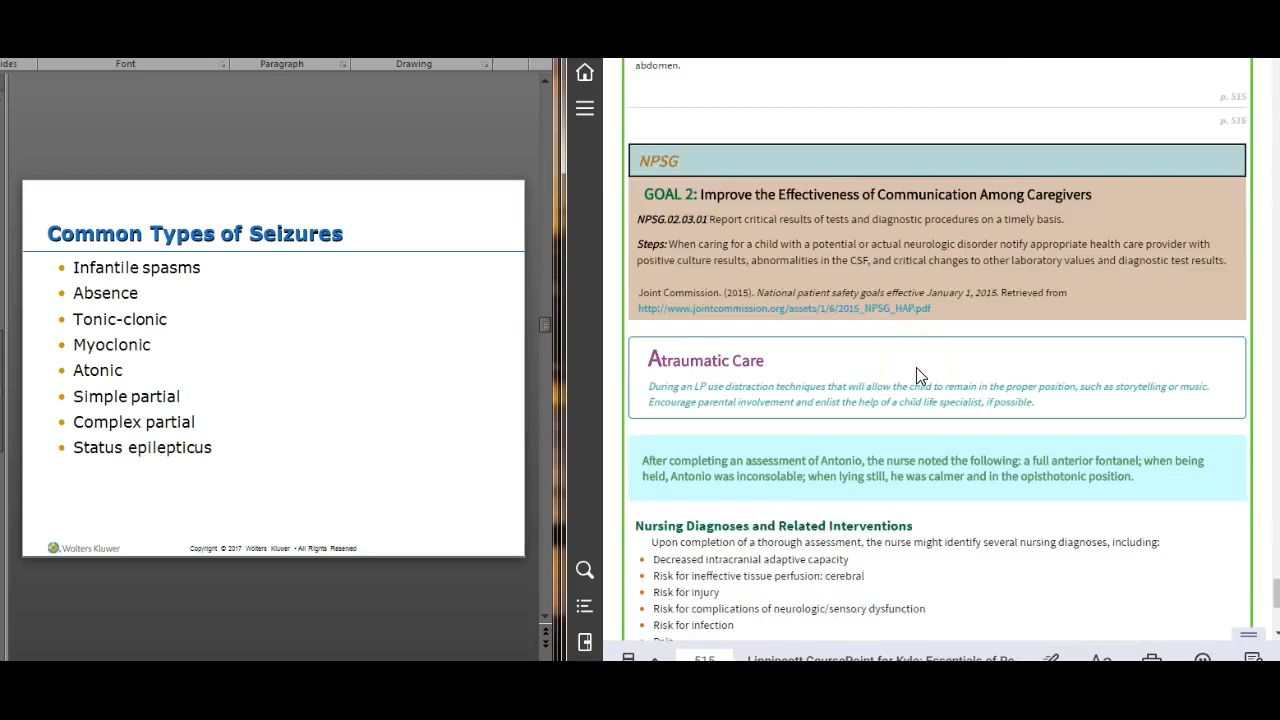 ides
Font
Paragraph
Drawing
Common Types of Seizures
Infantile spasms
Absence
Tonic-clonic
Myoclonic
Atonic
Simple partial
Complex partial
Status epilepticus
Wolters Kluwer
Copyright © 2017 Wolters Kluwer • All Rights Reserved
abdomen.
p. 515
p. 515
NPSG
GOAL 2: Improve the Effectiveness of Communication Among Caregivers
NPSG.02.03.01 Report critical results of tests and diagnostic procedures on a timely basis.
Steps: When caring for a child with a potential or actual neurologic disorder notify appropriate health care provider with
positive culture results, abnormalities in the CSF, and critical changes to other laboratory values and diagnostic test results.
Joint Commission. (2015). National patient safety goals effective January 1, 2015. Retrieved from
http://www.jointcommission.org/assets/1/6/2015_NPSG_HAP.pdf
Atraumatic Care
During an LP use distraction techniques that will allow the child to remain in the proper position, such as storytelling or music.
Encourage parental involvement and enlist the help of a child life specialist, if possible.
After completing an assessment of Antonio, the nurse noted the following: a full anterior fontanel; when being
held, Antonio was inconsolable; when lying still, he was calmer and in the opisthotonic position.
Nursing Diagnoses and Related Interventions
Upon completion of a thorough assessment, the nurse might identify several nursing diagnoses, including:
Decreased intracranial adaptive capacity
Risk for ineffective tissue perfusion: cerebral
Risk for injury
Risk for complications of neurologic/sensory dysfunction
Risk for infection
515
Lippincott CoursePoint for Kyle: Essentials of Pe